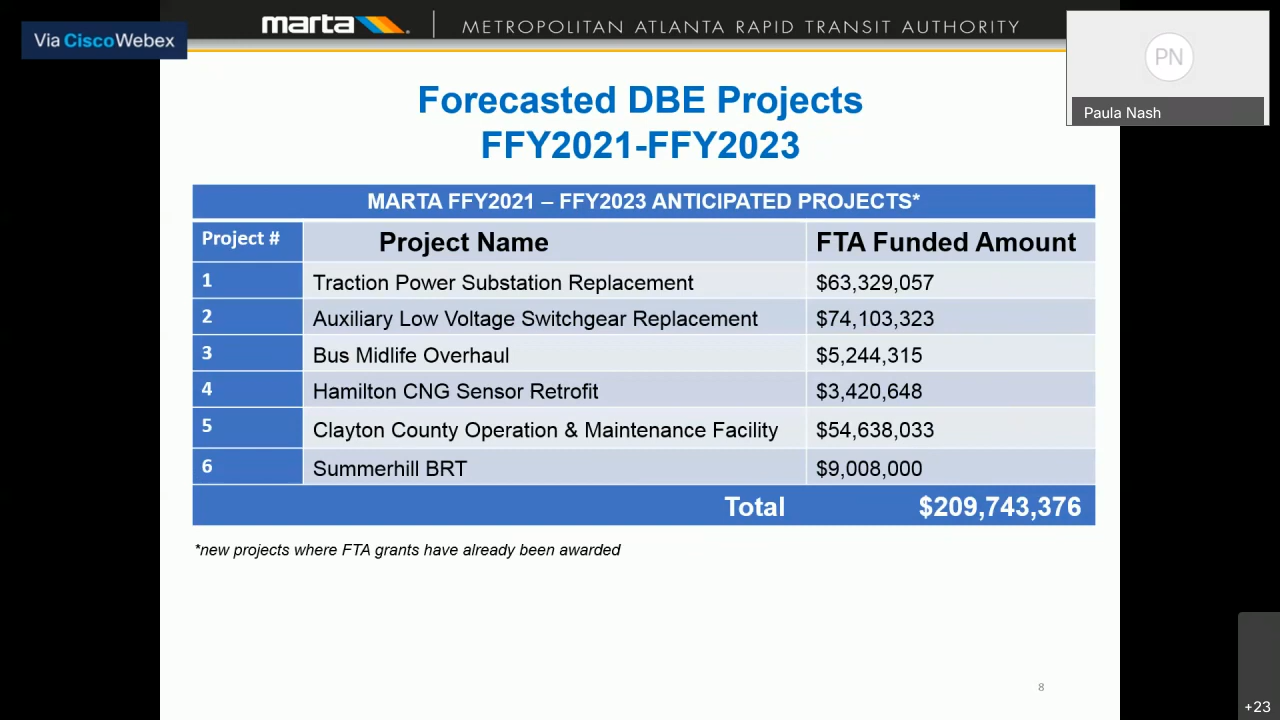 Via Cisco Webex
marta METROPOLITAN ATLANTA RAPID TRANSIT AUTHORITY
PN
Paula Nash
Forecasted DBE Projects
FFY2021-FFY2023
MARTA FFY2021 – FFY2023 ANTICIPATED PROJECTS*
Project # Project Name FTA Funded Amount
1 Traction Power Substation Replacement $63,329,057
2 Auxiliary Low Voltage Switchgear Replacement $74,103,323
3 Bus Midlife Overhaul $5,244,315
4 Hamilton CNG Sensor Retrofit $3,420,648
5 Clayton County Operation & Maintenance Facility $54,638,033
6 Summerhill BRT $9,008,000
Total $209,743,376
*new projects where FTA grants have already been awarded
8
+23